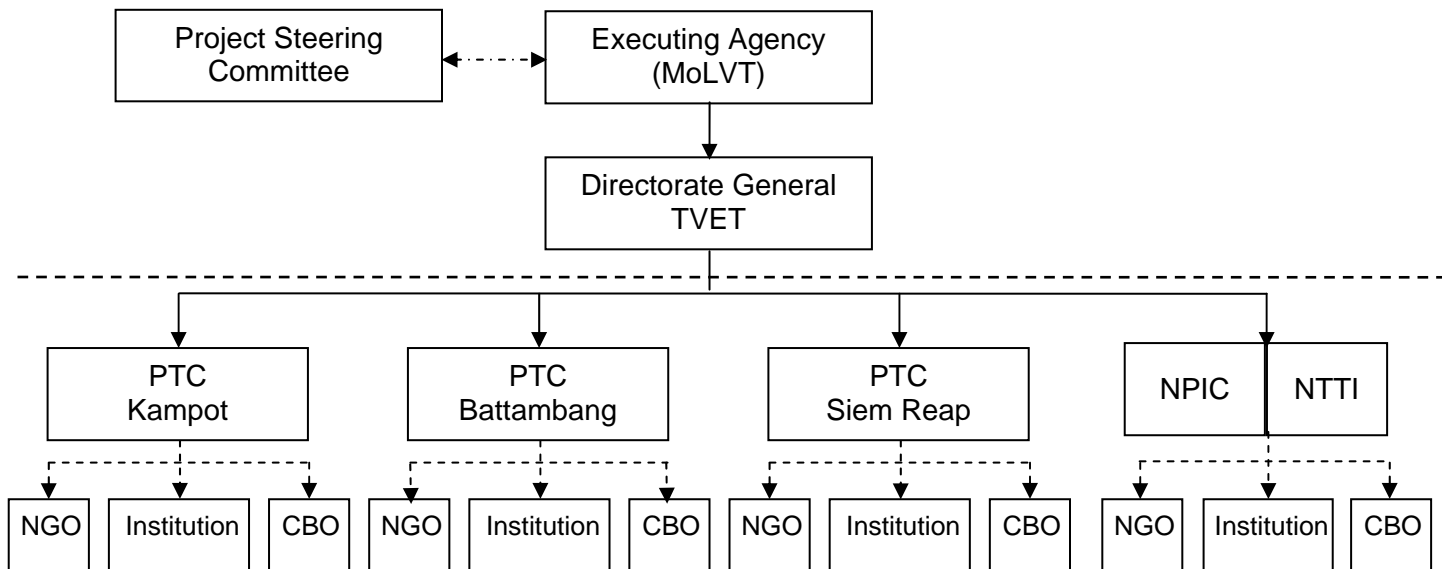 Project Steering
Committee
Executing Agency
(MoLVT)
Directorate General
TVET
PTC
Kampot
PTC
Battambang
PTC
Siem Reap
NPIC
NTTI
NGO
Institution
CBO
NGO
Institution
CBO
NGO
Institution
CBO
NGO
Institution
CBO